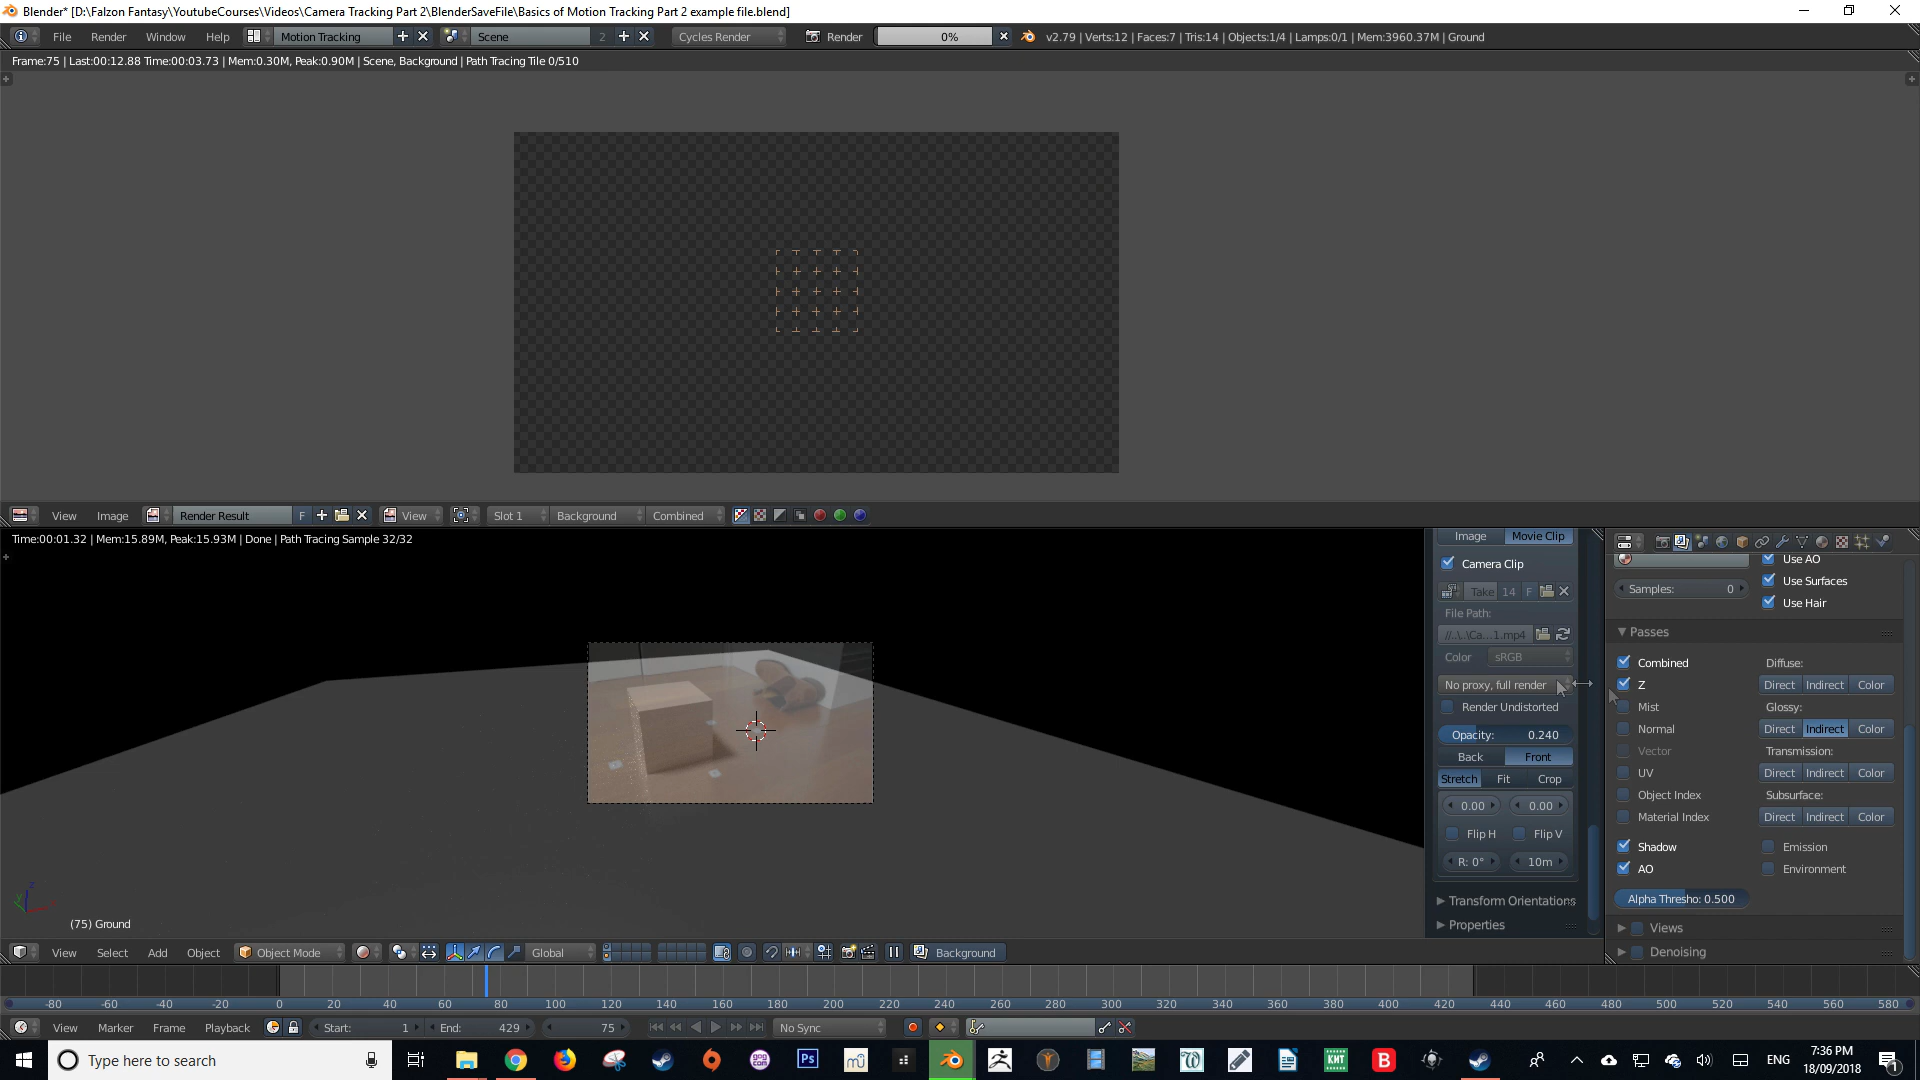 Blender* [D:\Falzon Fantasy\YoutubeCourses\Videos\Camera Tracking Part 2\BlenderSaveFile\Basics of Motion Tracking Part 2 example file.blend]
File Render Window Help Motion Tracking Scene 2 Cycles Render Render 0% v2.79 | Verts:12 | Faces:7 | Tris:14 | Objects:1/4 | Lamps:0/1 | Mem:3960.37M | Ground
Frame:75 | Last:00:12.88 Time:00:03.73 | Mem:0.30M, Peak:0.90M | Scene, Background | Path Tracing Tile 0/510
View Image Render Result F View Slot 1 Background Combined
Time:00:01.32 | Mem:15.89M, Peak:15.93M | Done | Path Tracing Sample 32/32
Image Movie Clip
Camera Clip
Take 14 F
File Path:
//..\..\Ca...1.mp4
Color sRGB
No proxy, full render
Render Undistorted
Opacity: 0.240
Back Front
Stretch Fit Crop
0.00 0.00
Flip H Flip V
R: 0° 10m
Transform Orientations
Properties
Use AO
Samples: 0 Use Surfaces
Use Hair
Passes
Combined Diffuse:
Z Direct Indirect Color
Mist Glossy:
Normal Direct Indirect Color
Vector Transmission:
UV Direct Indirect Color
Object Index Subsurface:
Material Index Direct Indirect Color
Shadow Emission
AO Environment
Alpha Thresho: 0.500
Views
Denoising
(75) Ground
View Select Add Object Object Mode Global Background
-80 -60 -40 -20 0 20 40 60 80 100 120 140 160 180 200 220 240 260 280 300 320 340 360 380 400 420 440 460 480 500 520 540 560 580
View Marker Frame Playback Start: 1 End: 429 75 No Sync
Type here to search Ps KHT B ENG 7:36 PM
18/09/2018 1